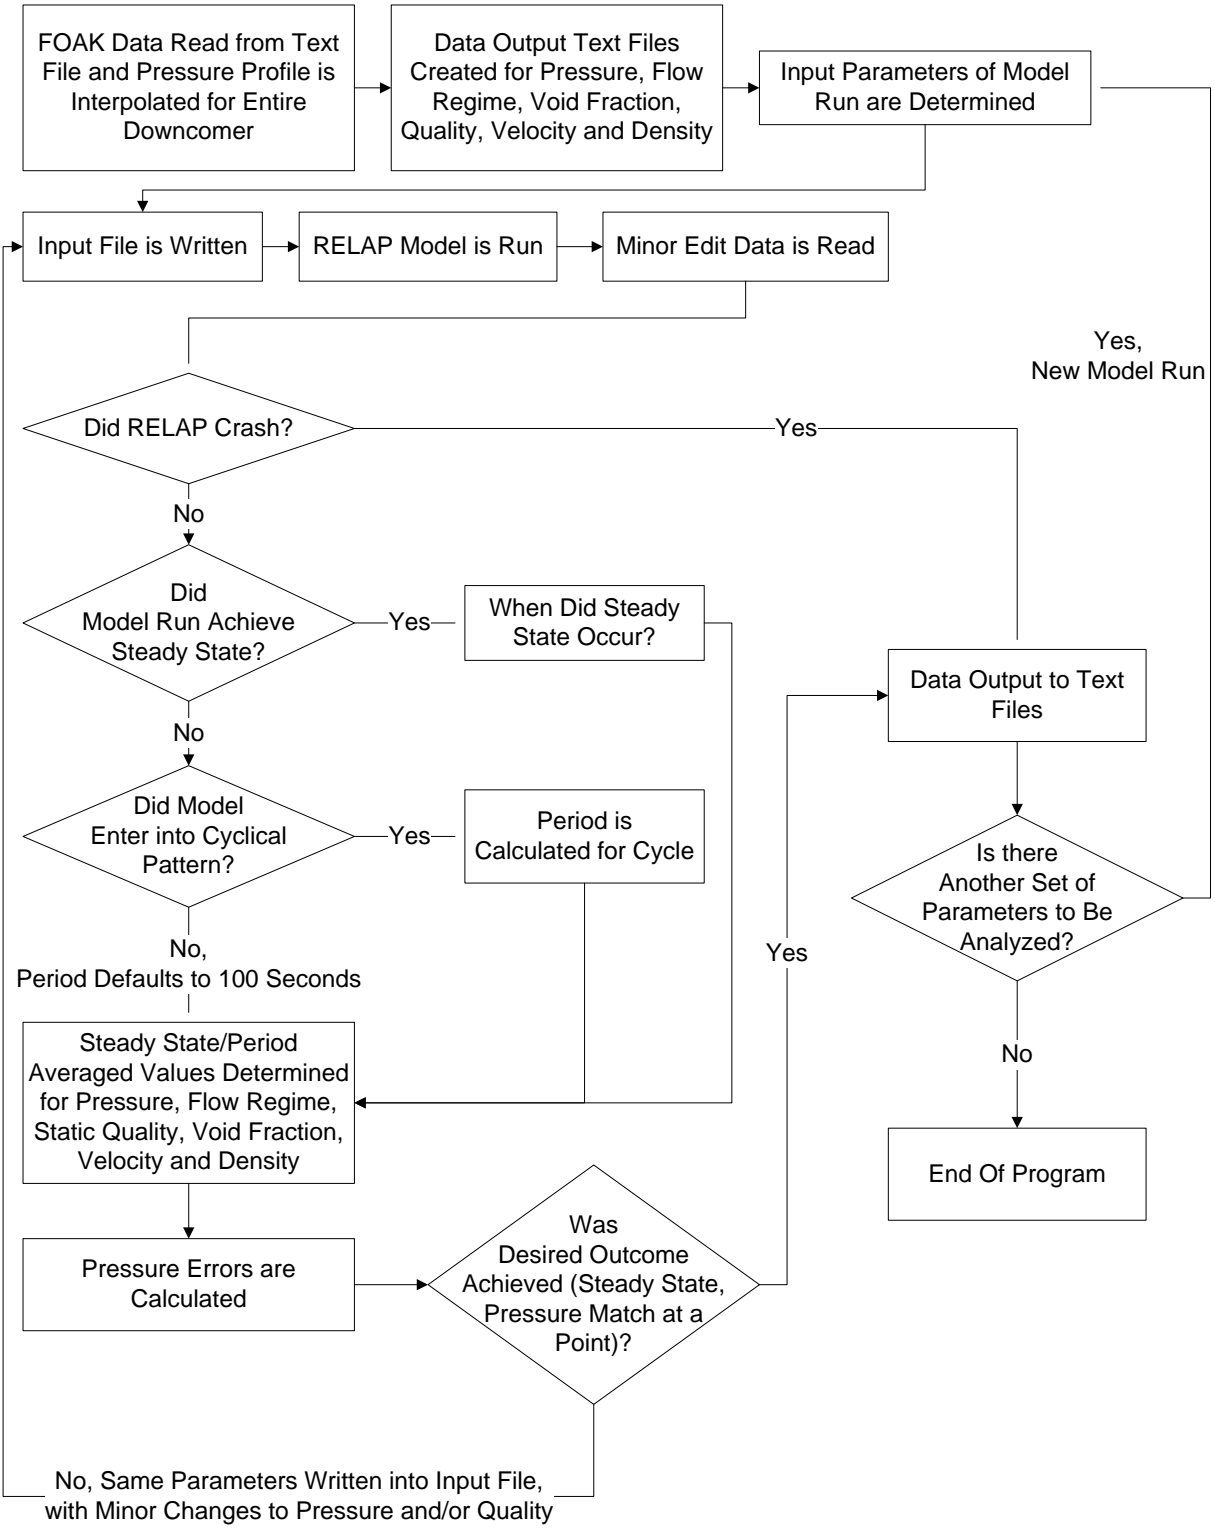 FOAK Data Read from Text
File and Pressure Profile is
Interpolated for Entire
Downcomer
Data Output Text Files
Created for Pressure, Flow
Regime, Void Fraction,
Quality, Velocity and Density
Input Parameters of Model
Run are Determined
Input File is Written
RELAP Model is Run
Minor Edit Data is Read
Yes,
New Model Run
Did RELAP Crash?
Yes
No
Did
Model Run Achieve
Steady State?
Yes
When Did Steady
State Occur?
Data Output to Text
Files
No
Did Model
Enter into Cyclical
Pattern?
Yes
Period is
Calculated for Cycle
Is there
Another Set of
Parameters to Be
Analyzed?
No,
Period Defaults to 100 Seconds
Yes
Steady State/Period
Averaged Values Determined
for Pressure, Flow Regime,
Static Quality, Void Fraction,
Velocity and Density
No
End Of Program
Pressure Errors are
Calculated
Was
Desired Outcome
Achieved (Steady State,
Pressure Match at a
Point)?
No, Same Parameters Written into Input File,
with Minor Changes to Pressure and/or Quality